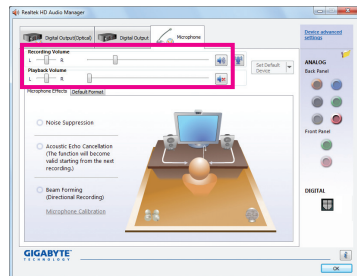 Realtek HD Audio Manager
Digital Output(Optical)
Digital Output
Microphone
Device advanced
settings
Recording Volume
L
R
Set Default
Device
Playback Volume
L
R
ANALOG
Back Panel
Microphone Effects
Default Format
Noise Suppression
Acoustic Echo Cancellation
(The function will become
valid starting from the next
recording.)
Front Panel
Beam Forming
(Directional Recording)
Microphone Calibration
DIGITAL
GIGABYTE
TECHNOLOGY
OK